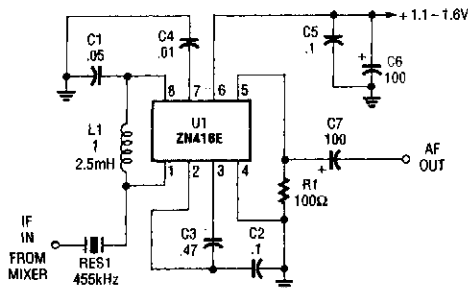 + 1.1 ~ 1.6V
C1
.05
C4
.01
C5
.1
C6
+
100
8
7
6
5
U1
ZN416E
1
2
3
4
L1
1
2.5mH
C7
100
+
AF
OUT
R1
100Ω
IF
IN
FROM
MIXER
RES1
455kHz
C3
.47
C2
.1